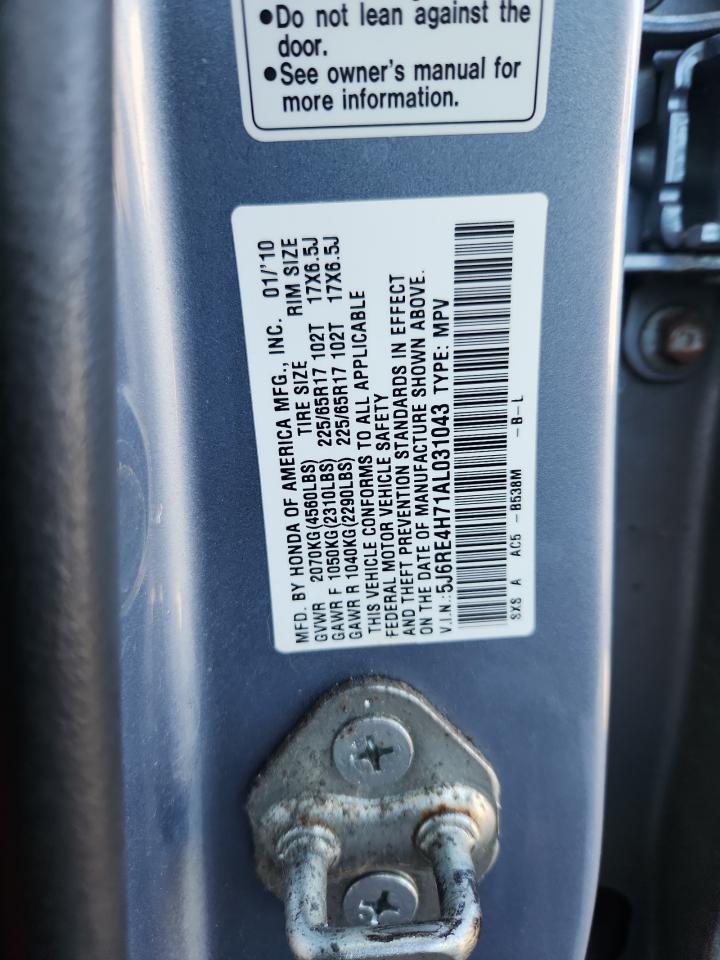 ●Do not lean against the
door.
●See owner's manual for
more information.
MFD. BY HONDA OF AMERICA MFG., INC. 01/'10
GVWR 2070KG(4560LBS) TIRE SIZE RIM SIZE
GAWR F 1050KG(2310LBS) 225/65R17 102T 17X6.5J
GAWR R 1040KG(2290LBS) 225/65R17 102T 17X6.5J
THIS VEHICLE CONFORMS TO ALL APPLICABLE
FEDERAL MOTOR VEHICLE SAFETY
AND THEFT PREVENTION STANDARDS IN EFFECT
ON THE DATE OF MANUFACTURE SHOWN ABOVE.
V.I.N.:5J6RE4H71AL031043 TYPE: MPV
SX8 A AC5 - B538M - B-L
5